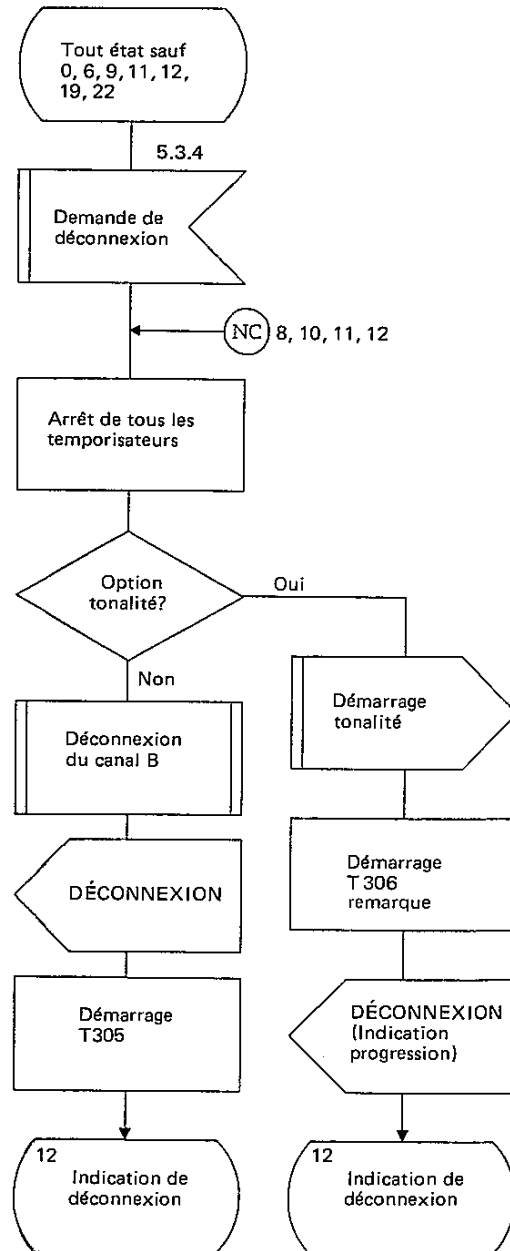 Tout état sauf
0, 6, 9, 11, 12,
19, 22
5.3.4
Demande de
déconnexion
NC 8, 10, 11, 12
Arrêt de tous les
temporisateurs
Option
tonalité?
Oui
Non
Démarrage
tonalité
Déconnexion
du canal B
Démarrage
T306
remarque
DÉCONNEXION
DÉCONNEXION
(Indication
progression)
Démarrage
T305
12
Indication de
déconnexion
12
Indication de
déconnexion